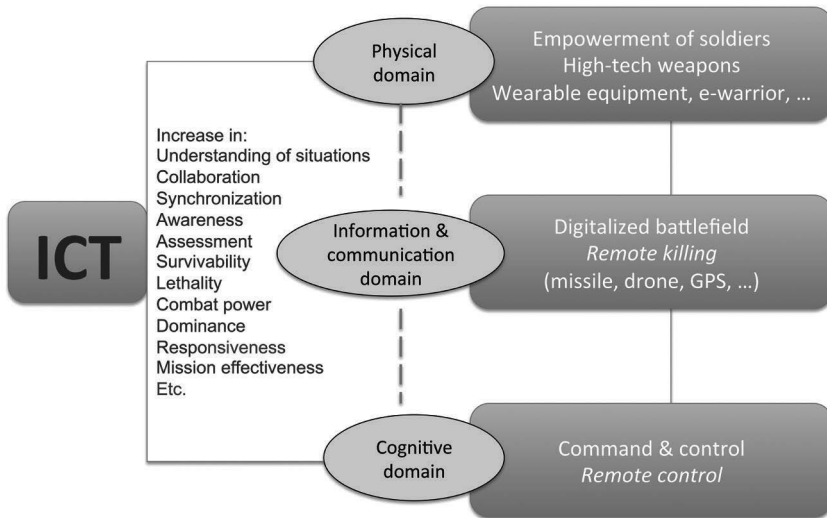 ICT
Increase in:
Understanding of situations
Collaboration
Synchronization
Awareness
Assessment
Survivability
Lethality
Combat power
Dominance
Responsiveness
Mission effectiveness
Etc.
Physical
domain
Empowerment of soldiers
High-tech weapons
Wearable equipment, e-warrior, …
Information &
communication
domain
Digitalized battlefield
Remote killing
(missile, drone, GPS, …)
Cognitive
domain
Command & control
Remote control